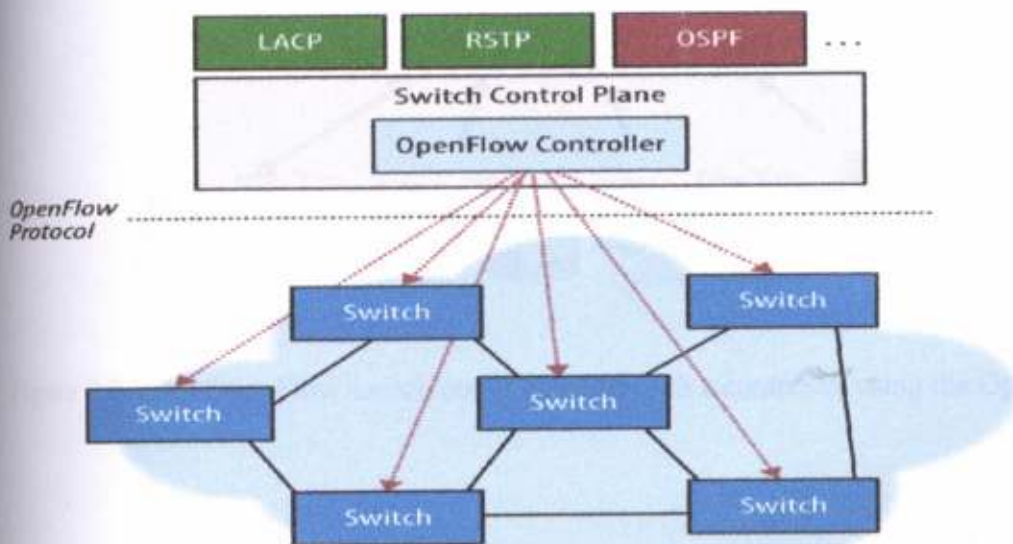 LACP
RSTP
OSPF
...
Switch Control Plane
OpenFlow Controller
OpenFlow
Protocol
Switch
Switch
Switch
Switch
Switch
Switch